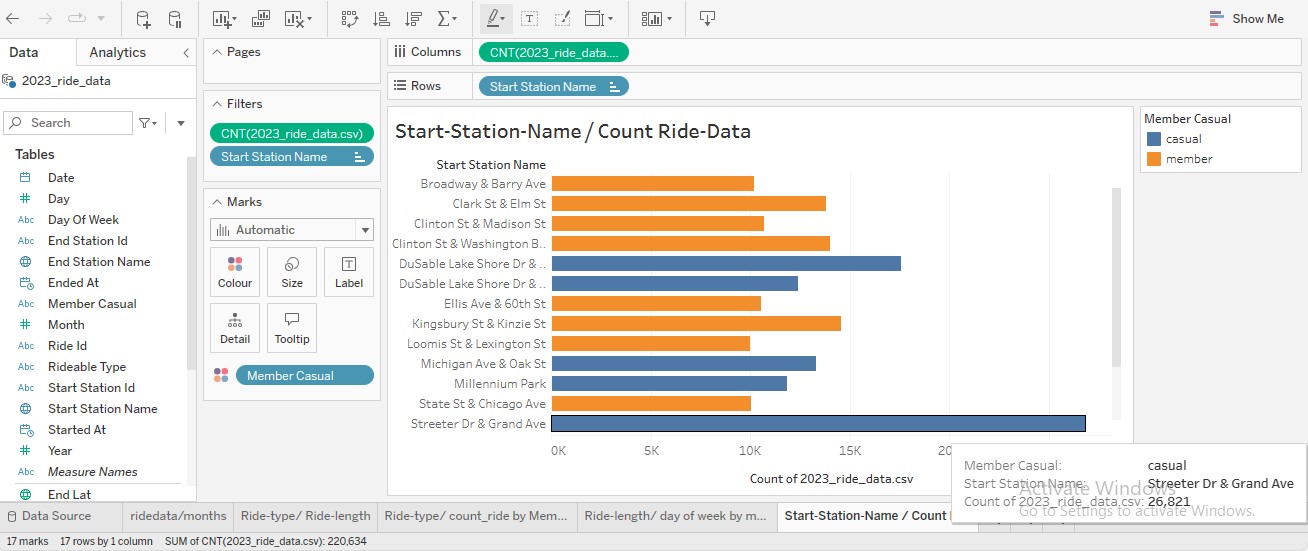 Show Me
Data
Analytics
2023_ride_data
Search
Tables
Date
Day
Abc Day Of Week
Abc End Station Id
End Station Name
Ended At
Abc Member Casual
Month
Abc Ride Id
Abc Rideable Type
Abc Start Station Id
Start Station Name
Started At
Year
Abc Measure Names
End Lat
Pages
Filters
CNT(2023_ride_data.csv)
Start Station Name
Marks
Automatic
Colour
Size
Label
Detail
Tooltip
Member Casual
Columns
CNT(2023_ride_data....
Rows
Start Station Name
Start-Station-Name / Count Ride-Data
Start Station Name
Broadway & Barry Ave
Clark St & Elm St
Clinton St & Madison St
Clinton St & Washington B..
DuSable Lake Shore Dr & ..
DuSable Lake Shore Dr & ..
Ellis Ave & 60th St
Kingsbury St & Kinzie St
Loomis St & Lexington St
Michigan Ave & Oak St
Millennium Park
State St & Chicago Ave
Streeter Dr & Grand Ave
0K 5K 10K 15K 20
Count of 2023_ride_data.csv
Member Casual
casual
member
Member Casual: casual
Start Station Name: Streeter Dr & Grand Ave
Count of 2023_ride_data.csv: 26,821
Activate Windows
Go to Settings to activate Windows.
Data Source
ridedata/months
Ride-type/ Ride-length
Ride-type/ count_ride by Mem...
Ride-length/ day of week by m...
Start-Station-Name / Count
17 marks 17 rows by 1 column SUM of CNT(2023_ride_data.csv): 220,634